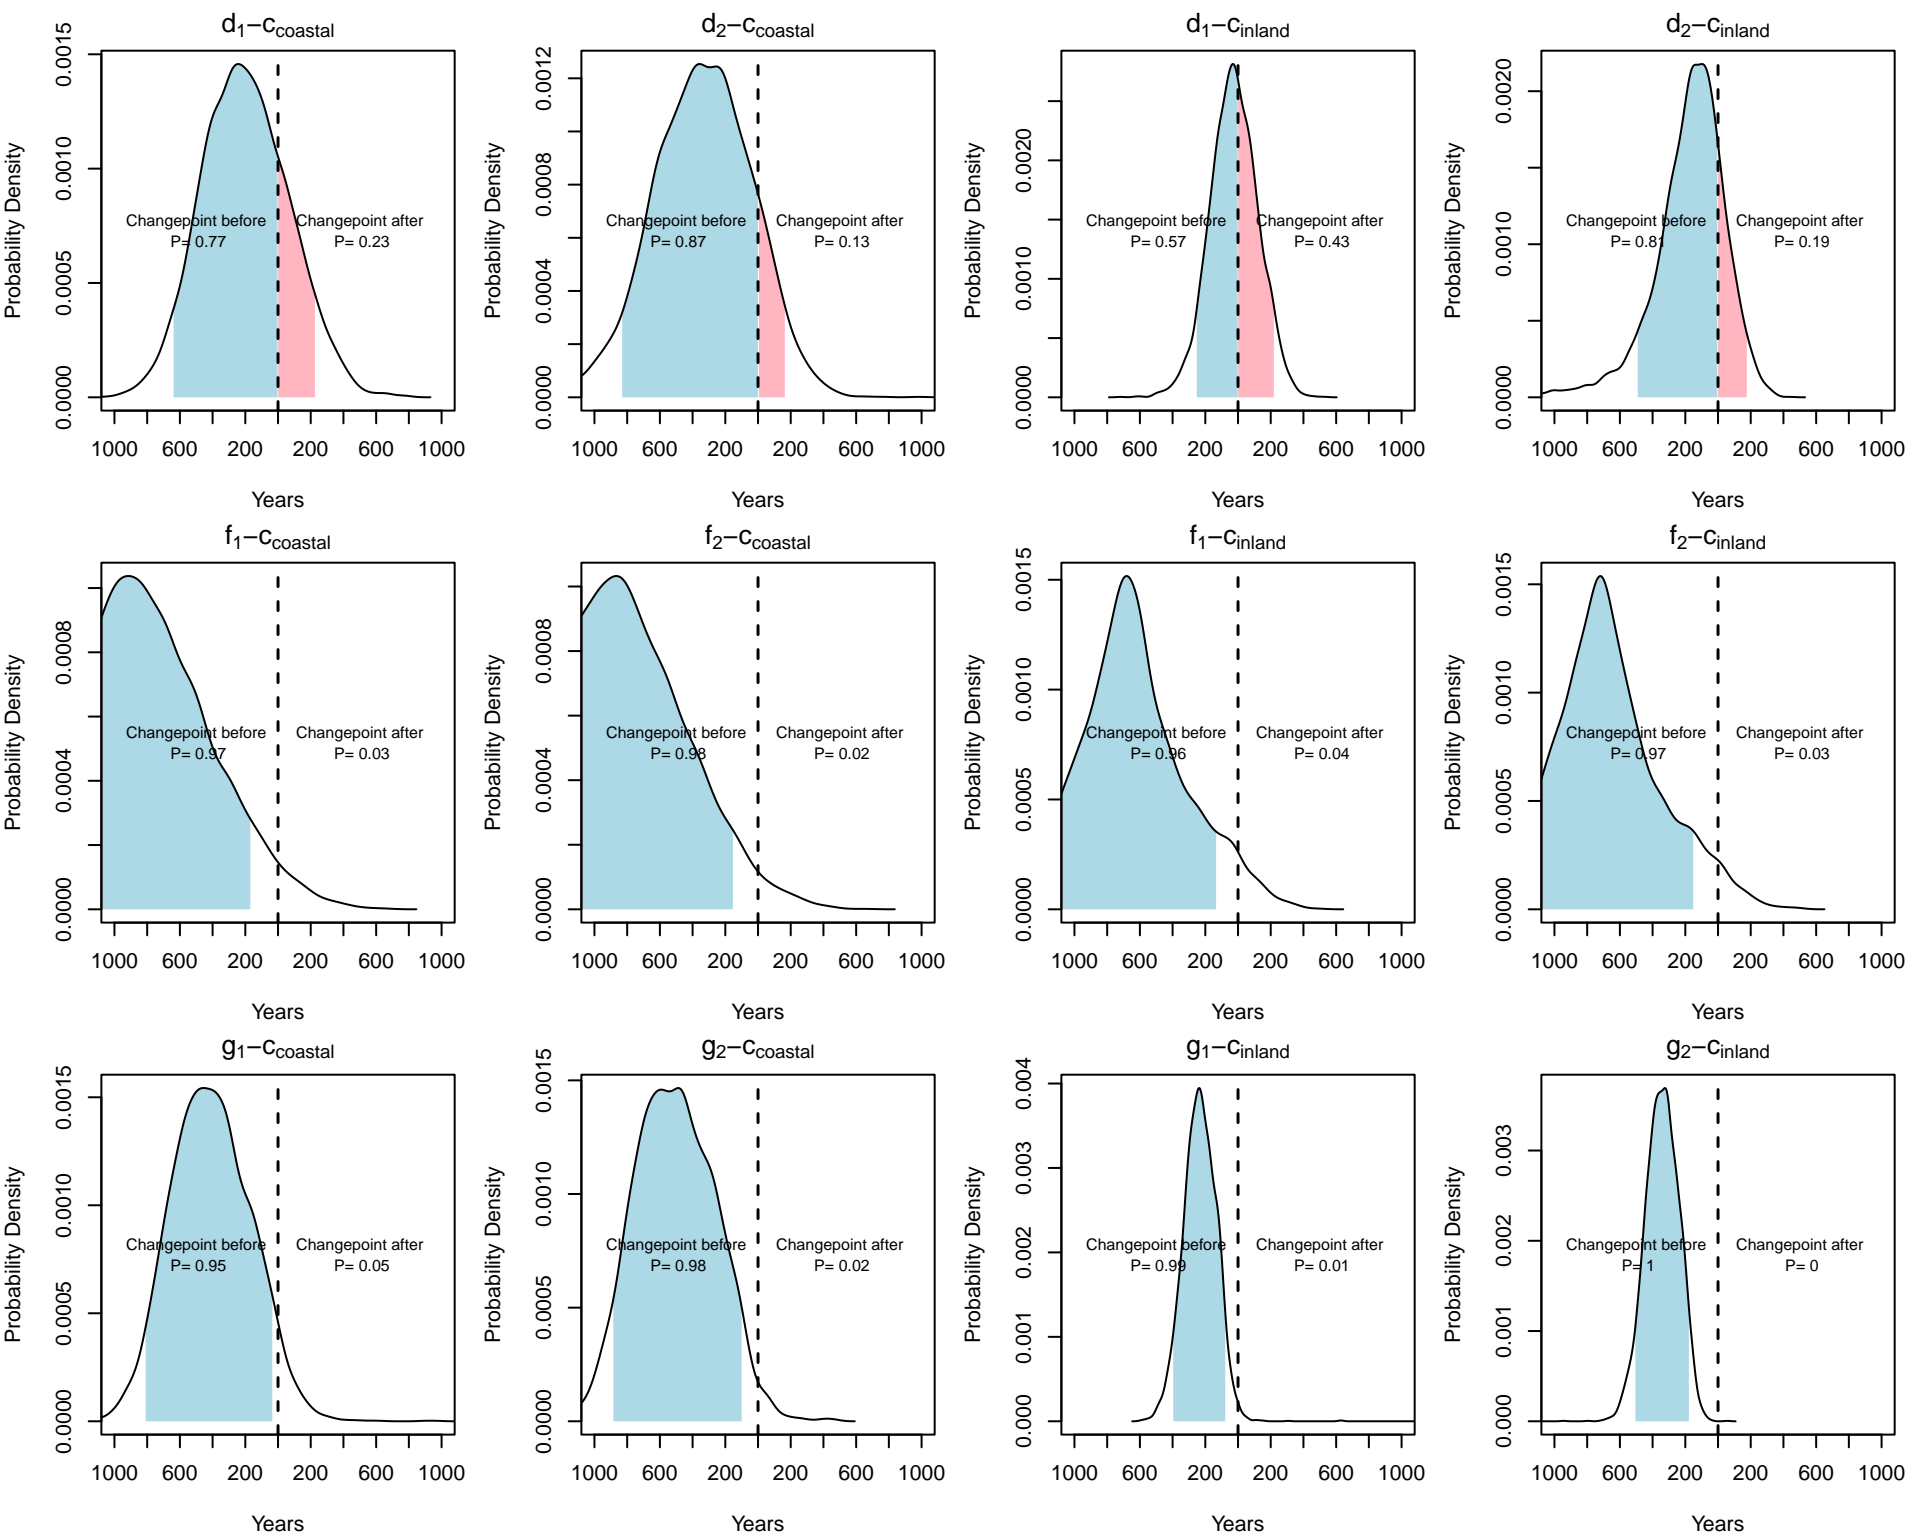 d1−ccoastal
0.0015
0.0010
0.0005
0.0000
Probability Density
Changepoint before
P= 0.77
Changepoint after
P= 0.23
1000 600 200 200 600 1000
Years
d2−ccoastal
0.0012
0.0008
0.0004
0.0000
Probability Density
Changepoint before
P= 0.87
Changepoint after
P= 0.13
1000 600 200 200 600 1000
Years
d1−cinland
0.0020
0.0010
0.0000
Probability Density
Changepoint before
P= 0.57
Changepoint after
P= 0.43
1000 600 200 200 600 1000
Years
d2−cinland
0.0020
0.0010
0.0000
Probability Density
Changepoint before
P= 0.81
Changepoint after
P= 0.19
1000 600 200 200 600 1000
Years
f1−ccoastal
0.0008
0.0004
0.0000
Probability Density
Changepoint before
P= 0.97
Changepoint after
P= 0.03
1000 600 200 200 600 1000
Years
f2−ccoastal
0.0008
0.0004
0.0000
Probability Density
Changepoint before
P= 0.98
Changepoint after
P= 0.02
1000 600 200 200 600 1000
Years
f1−cinland
0.0015
0.0010
0.0005
0.0000
Probability Density
Changepoint before
P= 0.96
Changepoint after
P= 0.04
1000 600 200 200 600 1000
Years
f2−cinland
0.0015
0.0010
0.0005
0.0000
Probability Density
Changepoint before
P= 0.97
Changepoint after
P= 0.03
1000 600 200 200 600 1000
Years
g1−ccoastal
0.0015
0.0010
0.0005
0.0000
Probability Density
Changepoint before
P= 0.95
Changepoint after
P= 0.05
1000 600 200 200 600 1000
Years
g2−ccoastal
0.0015
0.0010
0.0005
0.0000
Probability Density
Changepoint before
P= 0.98
Changepoint after
P= 0.02
1000 600 200 200 600 1000
Years
g1−cinland
0.004
0.003
0.002
0.001
0.000
Probability Density
Changepoint before
P= 0.99
Changepoint after
P= 0.01
1000 600 200 200 600 1000
Years
g2−cinland
0.003
0.002
0.001
0.000
Probability Density
Changepoint before
P= 1
Changepoint after
P= 0
1000 600 200 200 600 1000
Years